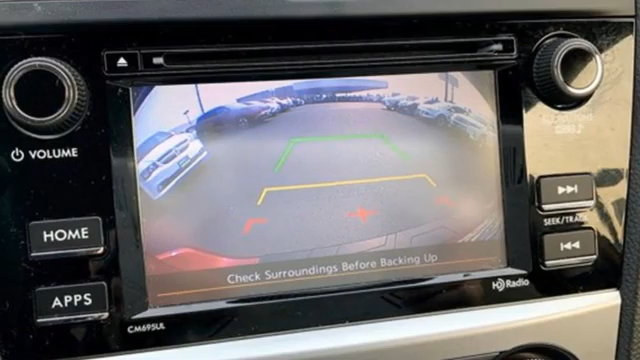 VOLUME
HOME
APPS
CM695UL
Check Surroundings Before Backing Up
HD Radio
SEEK/TRACK